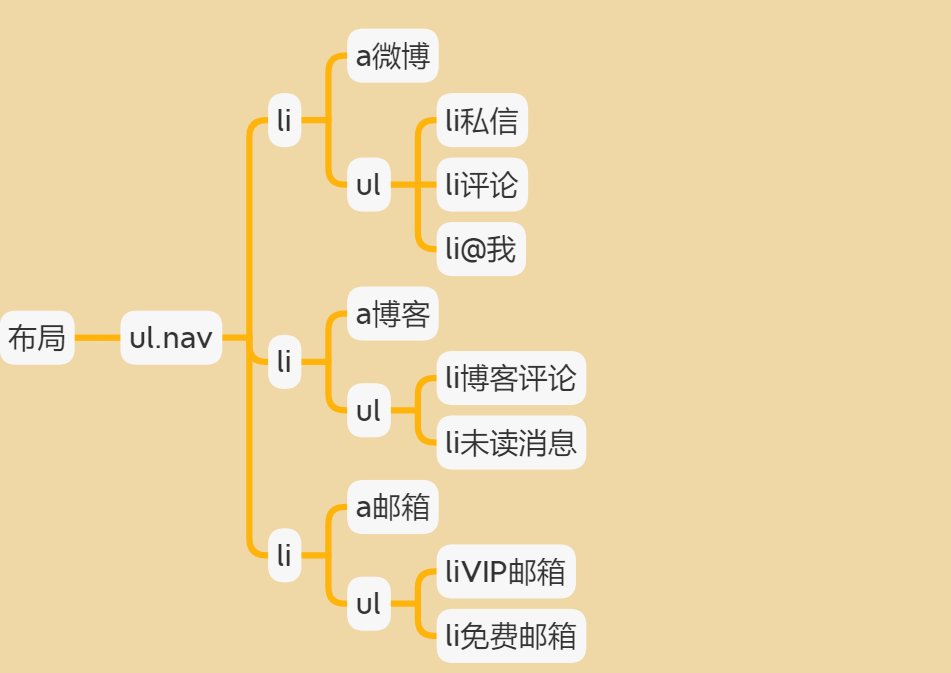 布局
ul.nav
li
a微博
ul
li私信
li评论
li@我
li
a博客
ul
li博客评论
li未读消息
li
a邮箱
ul
liVIP邮箱
li免费邮箱